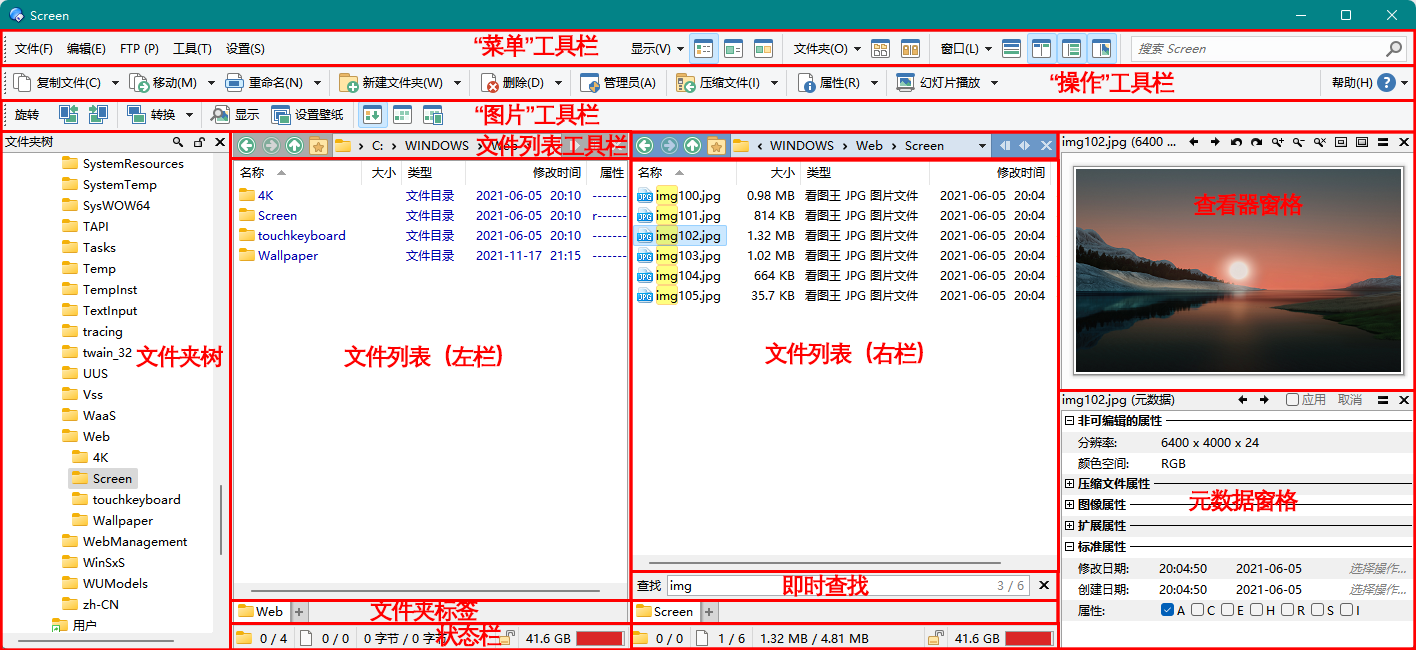 Screen
文件(F) 编辑(E) FTP (P) 工具(T) 设置(S) “菜单”工具栏 显示(V) 文件夹(O) 窗口(L) 搜索 Screen
复制文件(C) 移动(M) 重命名(N) 新建文件夹(W) 删除(D) 管理员(A) 压缩文件(I) 属性(R) 幻灯片播放 “操作”工具栏 帮助(H)
旋转 转换 显示 设置壁纸 “图片”工具栏
文件夹树
SystemResources
SystemTemp
SysWOW64
TAPI
Tasks
Temp
TempInst
TextInput
tracing
twain_32
UUS
Vss
WaaS
Web
4K
Screen
touchkeyboard
Wallpaper
WebManagement
WinSxS
WUModels
zh-CN
用户
文件夹树
C: WINDOWS Web
文件列表工具栏
名称 大小 类型 修改时间 属性
4K 文件目录 2021-06-05 20:10 -------
Screen 文件目录 2021-06-05 20:10 r------
touchkeyboard 文件目录 2021-06-05 20:10 -------
Wallpaper 文件目录 2021-11-17 21:15 -------
文件列表（左栏）
Web +
文件夹标签
0 / 4 0 / 0 0 字节 / 0 字节 41.6 GB
状态栏
WINDOWS Web Screen
名称 大小 类型 修改时间
img100.jpg 0.98 MB 看图王 JPG 图片文件 2021-06-05 20:04
img101.jpg 814 KB 看图王 JPG 图片文件 2021-06-05 20:04
img102.jpg 1.32 MB 看图王 JPG 图片文件 2021-06-05 20:04
img103.jpg 1.02 MB 看图王 JPG 图片文件 2021-06-05 20:04
img104.jpg 664 KB 看图王 JPG 图片文件 2021-06-05 20:04
img105.jpg 35.7 KB 看图王 JPG 图片文件 2021-06-05 20:04
文件列表（右栏）
查找 img 3 / 6
即时查找
Screen +
0 / 0 1 / 6 1.32 MB / 4.81 MB 41.6 GB
img102.jpg (6400 ...
查看器窗格
img102.jpg (元数据) 应用 取消
非可编辑的属性
分辨率: 6400 x 4000 x 24
颜色空间: RGB
压缩文件属性
图像属性
扩展属性
标准属性
修改日期: 20:04:50 2021-06-05 选择操作...
创建日期: 20:04:50 2021-06-05 选择操作...
属性: A C E H R S I
元数据窗格